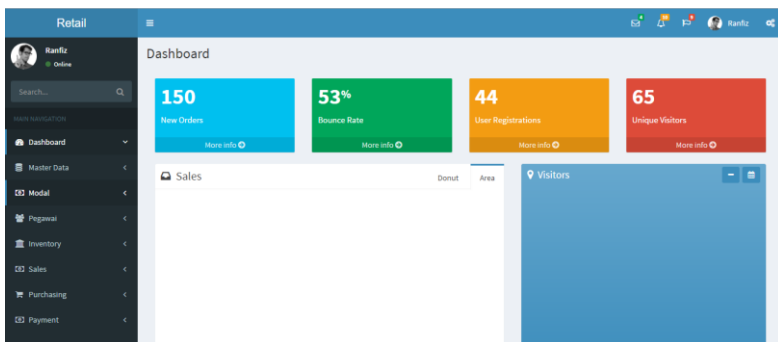 Retail
Ranfiz
Ranfiz
Online
Dashboard
Search...
MAIN NAVIGATION
Dashboard
Master Data
Modal
Pegawai
Inventory
Sales
Purchasing
Payment
150
New Orders
More info
53%
Bounce Rate
More info
44
User Registrations
More info
65
Unique Visitors
More info
Sales
Donut
Area
Visitors